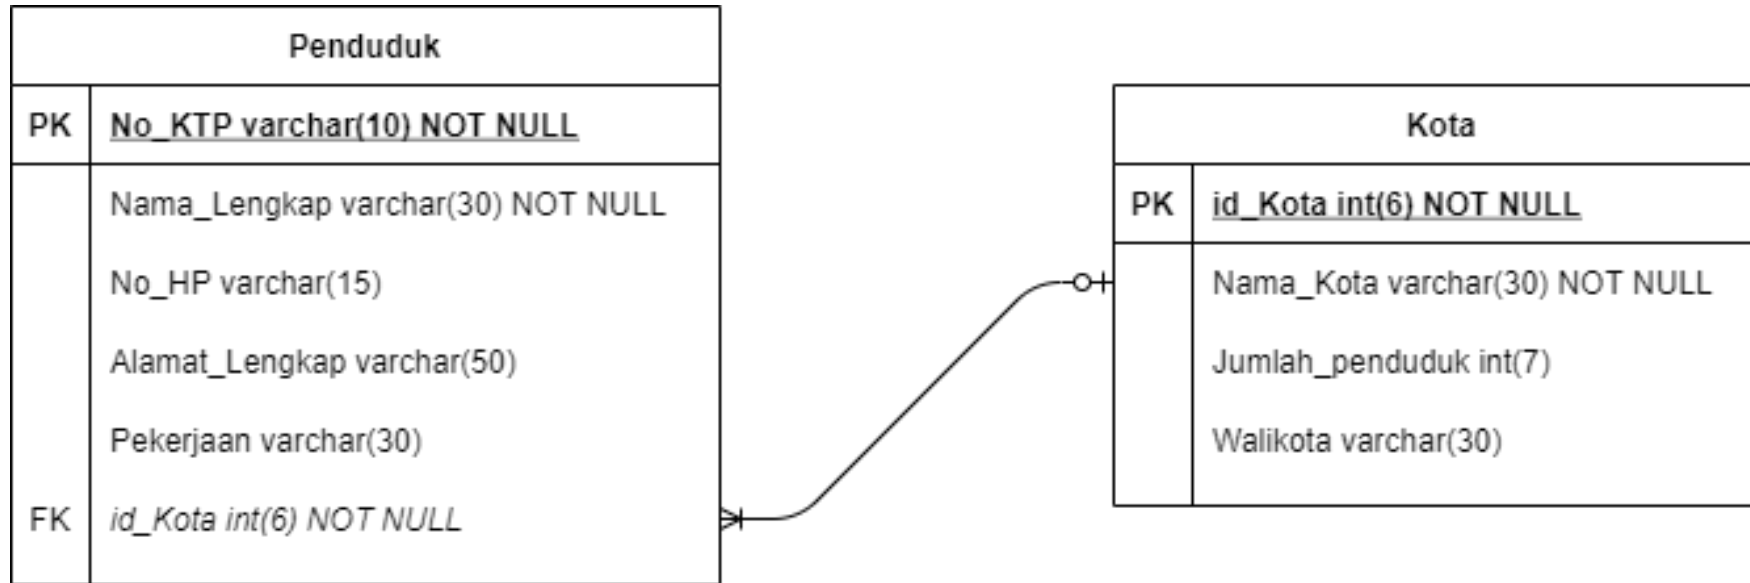 Penduduk
PK No_KTP varchar(10) NOT NULL
Nama_Lengkap varchar(30) NOT NULL
No_HP varchar(15)
Alamat_Lengkap varchar(50)
Pekerjaan varchar(30)
FK id_Kota int(6) NOT NULL
Kota
PK id_Kota int(6) NOT NULL
Nama_Kota varchar(30) NOT NULL
Jumlah_penduduk int(7)
Walikota varchar(30)